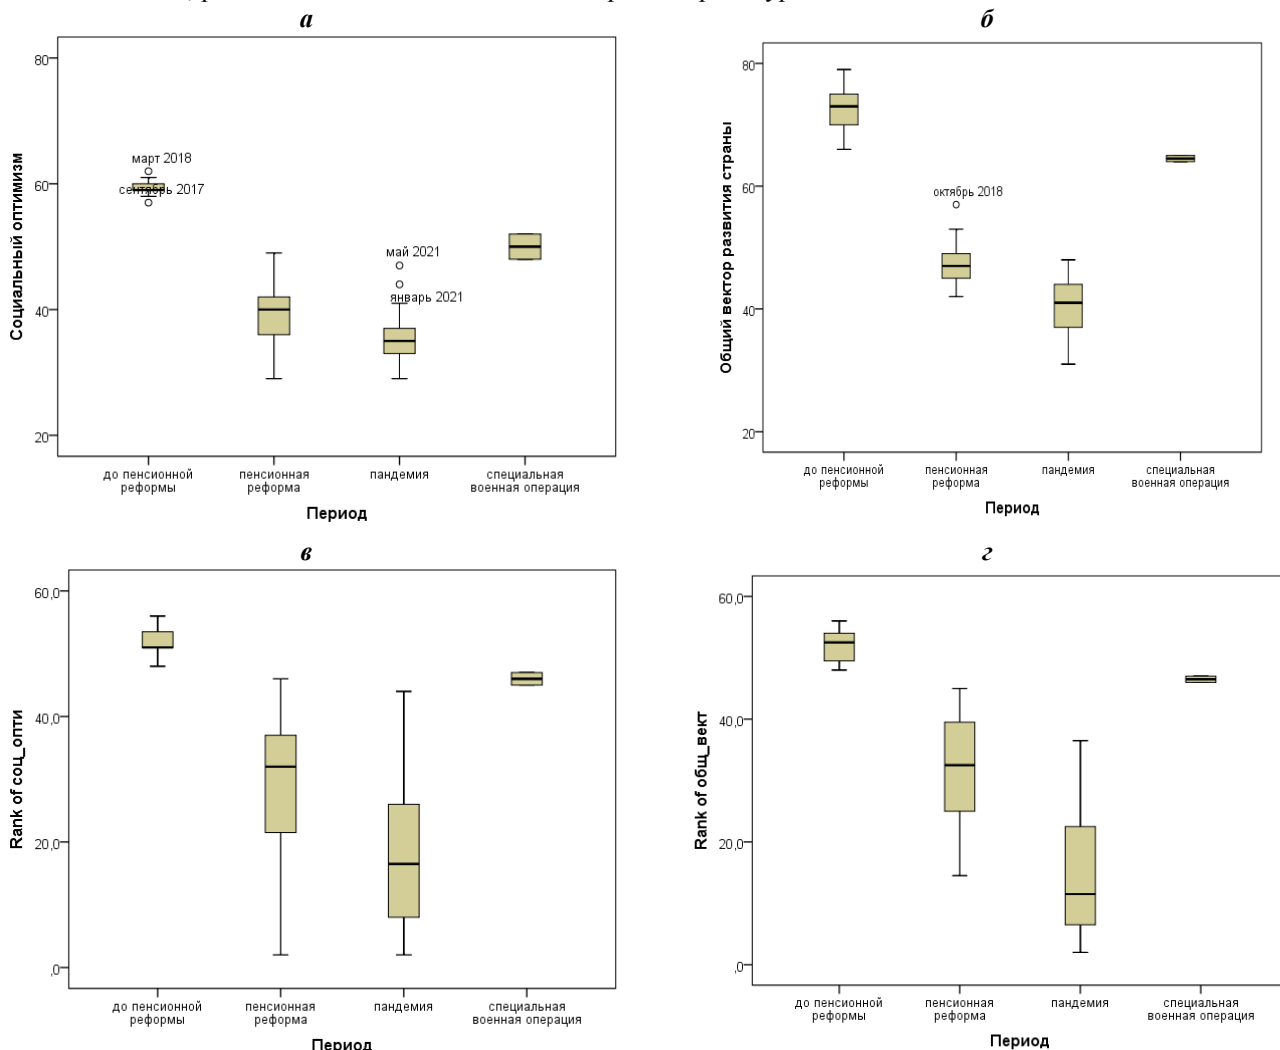 а
Социальный оптимизм
80
60
40
20
март 2018
сентябрь 2017
май 2021
январь 2021
до пенсионной
реформы
пенсионная
реформа
пандемия
специальная
военная операция
Период
б
Общий вектор развития страны
80
60
40
20
октябрь 2018
до пенсионной
реформы
пенсионная
реформа
пандемия
специальная
военная операция
Период
в
Rank of соц_опти
60,0
40,0
20,0
,0
до пенсионной
реформы
пенсионная
реформа
пандемия
специальная
военная операция
Период
г
Rank of общ_вект
60,0
40,0
20,0
,0
до пенсионной
реформы
пенсионная
реформа
пандемия
специальная
военная операция
Период